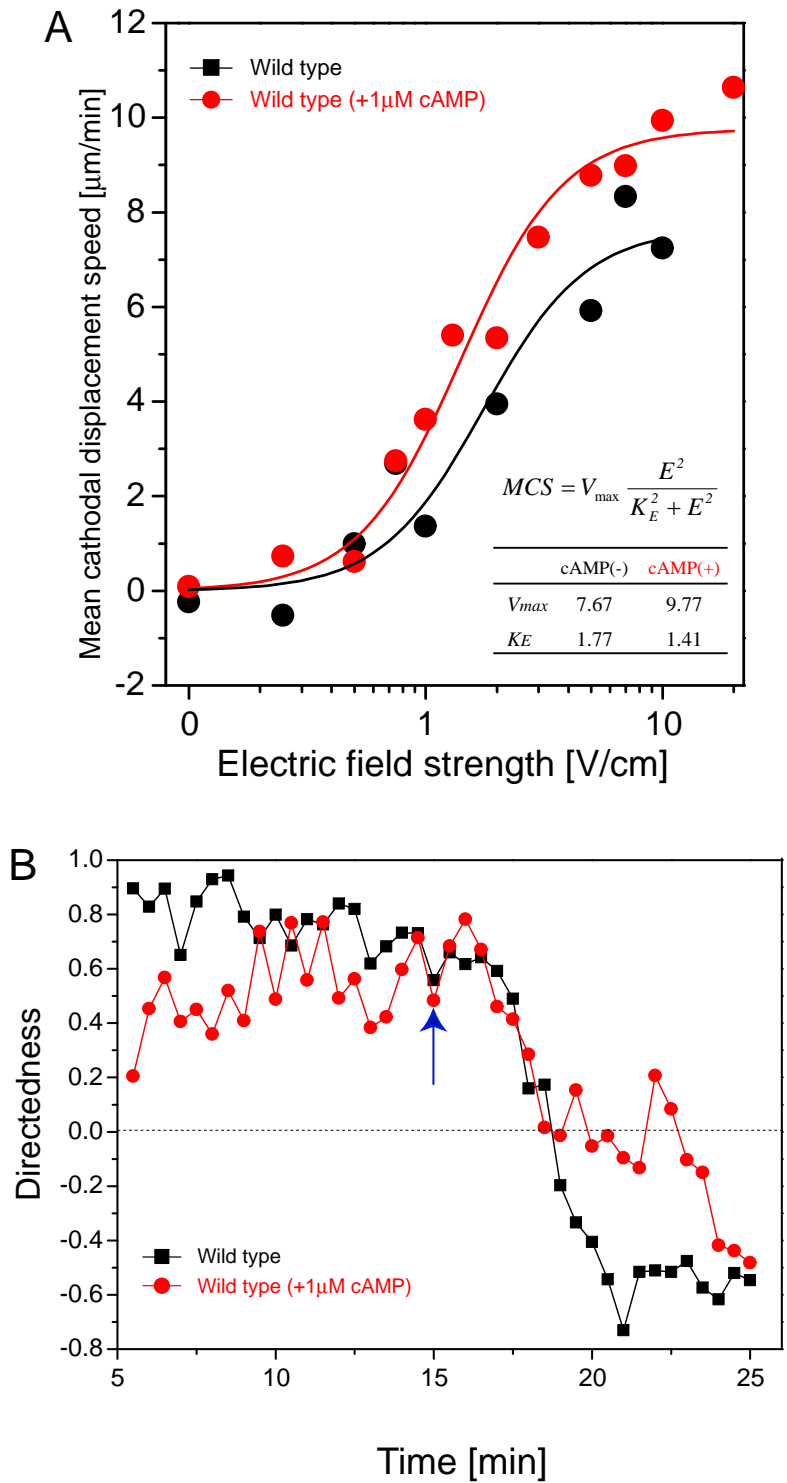 A
Mean cathodal displacement speed [μm/min]
12
10
8
6
4
2
0
-2
Wild type
Wild type (+1μM cAMP)
MCS = Vmax E² / (K_E² + E²)
cAMP(-) cAMP(+)
Vmax 7.67 9.77
KE 1.77 1.41
0 1 10
Electric field strength [V/cm]
B
Directedness
1.0
0.8
0.6
0.4
0.2
0.0
-0.2
-0.4
-0.6
-0.8
Wild type
Wild type (+1μM cAMP)
5 10 15 20 25
Time [min]